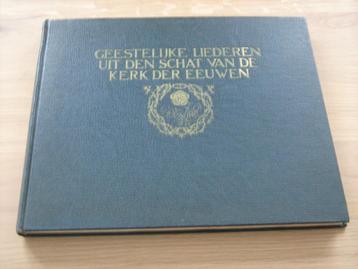 GEESTELIJKE LIEDEREN
UIT DEN SCHAT VAN DE
KERK DER EEUWEN